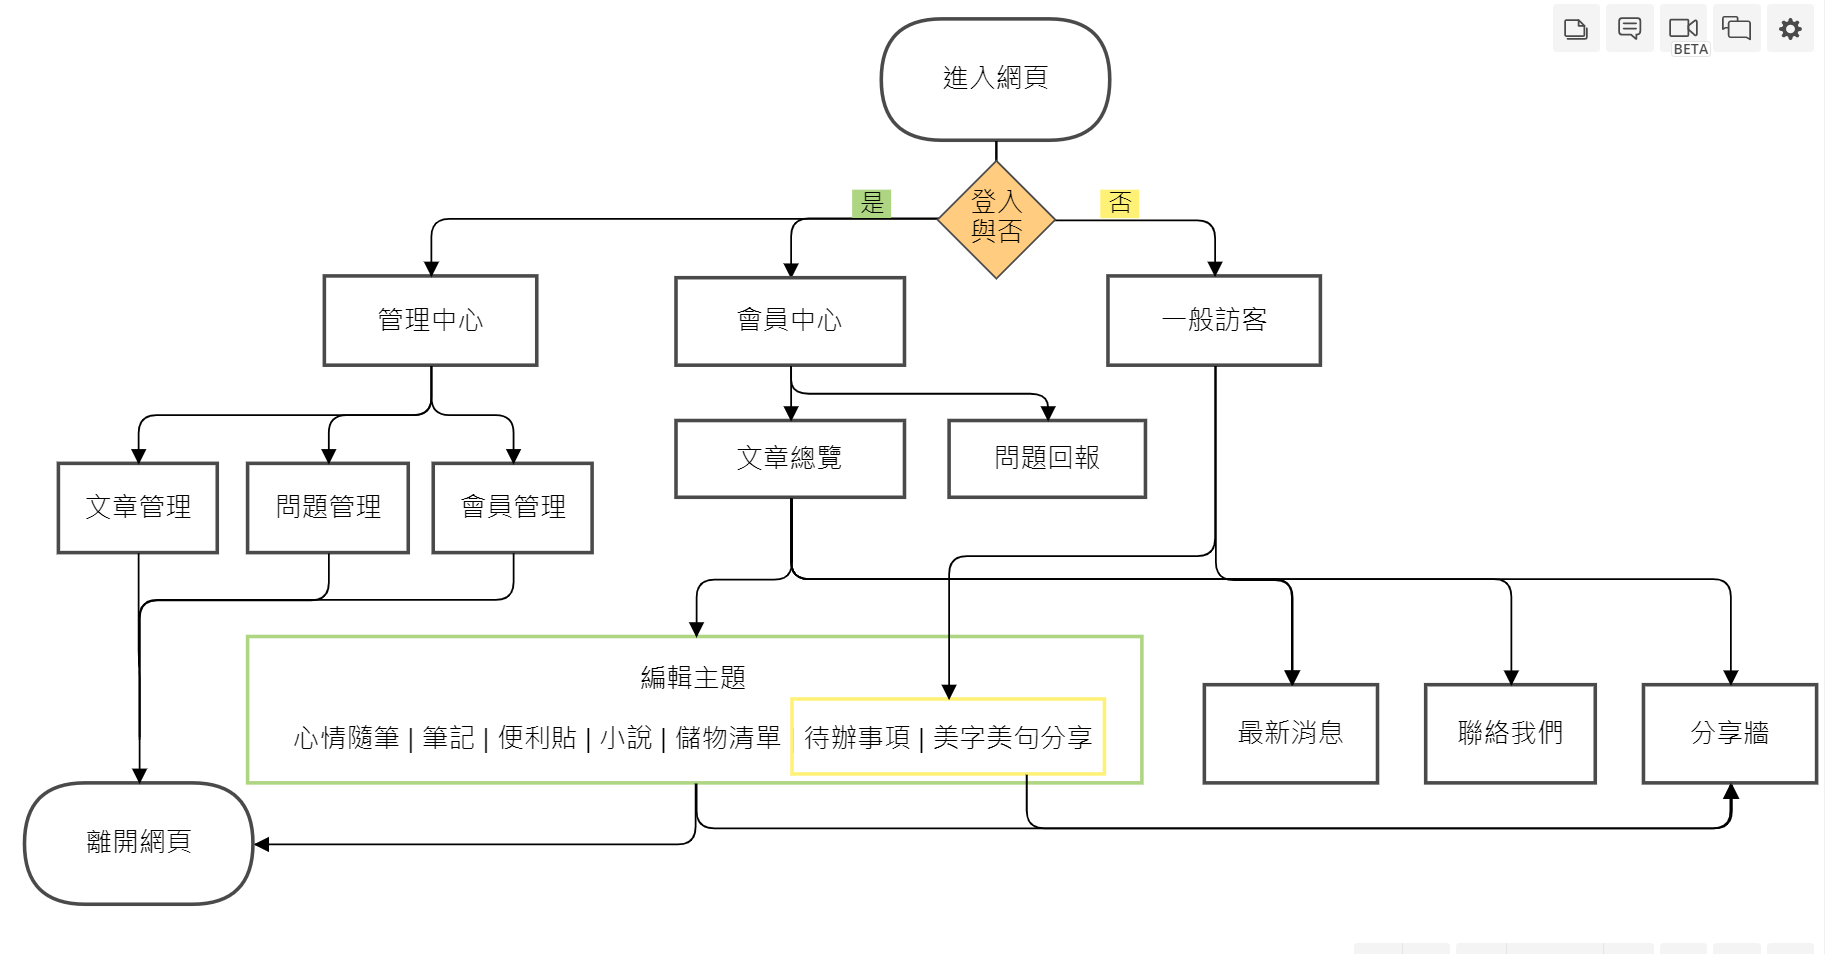 進入網頁
BETA
登入
與否
是
否
管理中心
會員中心
一般訪客
文章總覽
問題回報
文章管理
問題管理
會員管理
編輯主題
心情隨筆 | 筆記 | 便利貼 | 小說 | 儲物清單
待辦事項 | 美字美句分享
最新消息
聯絡我們
分享牆
離開網頁